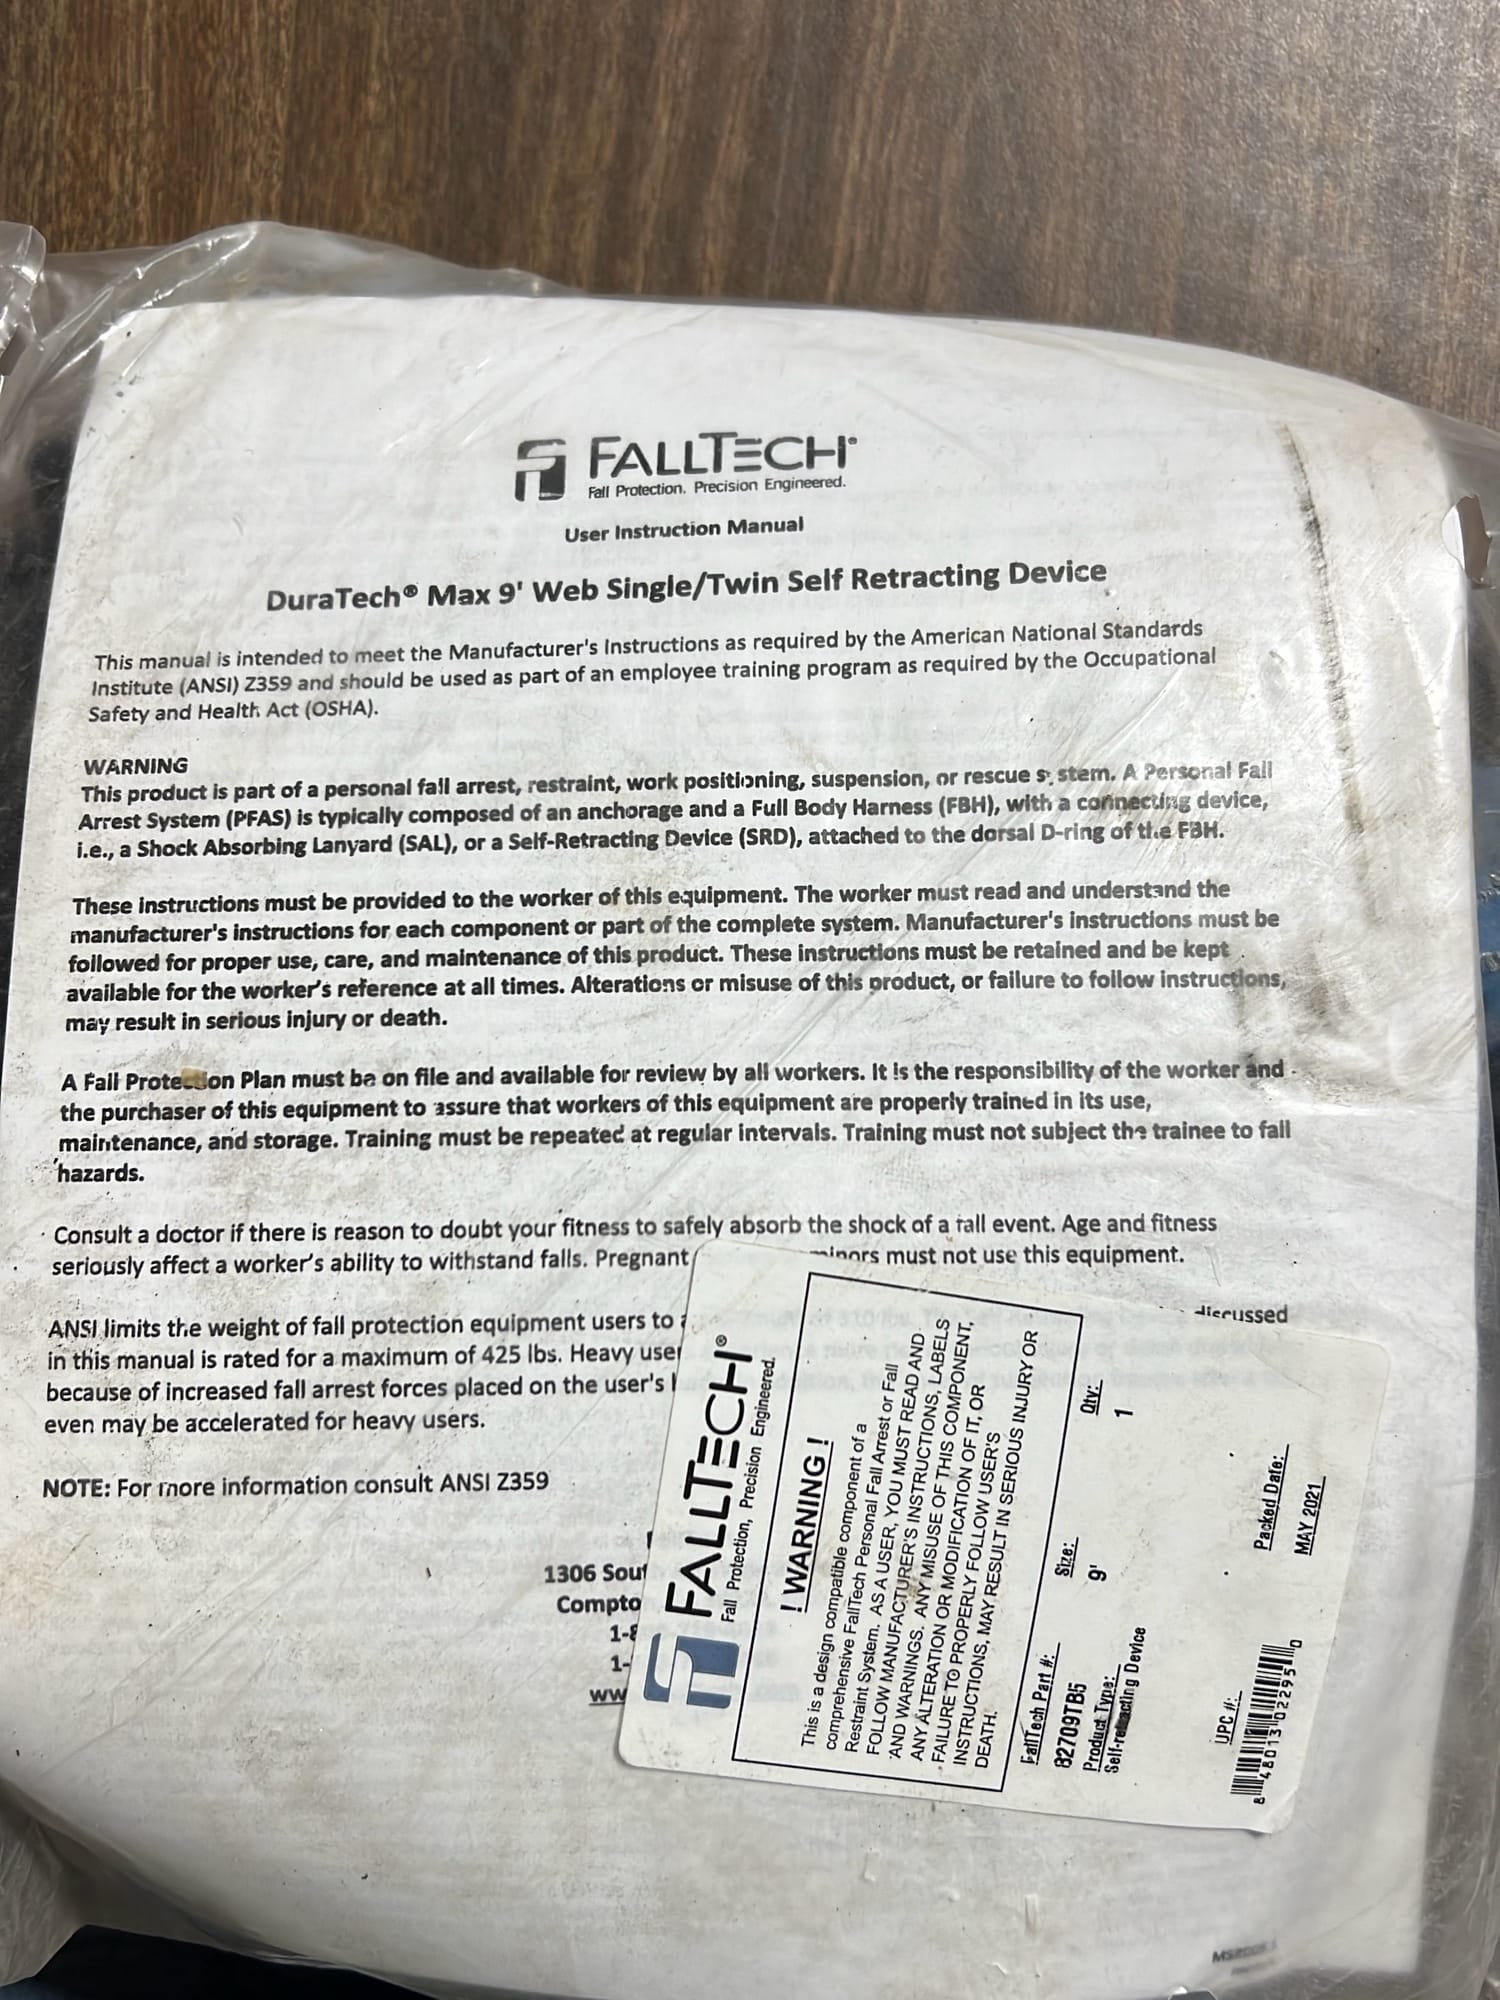 FALLTECH®
Fall Protection. Precision Engineered.
User Instruction Manual
DuraTech® Max 9' Web Single/Twin Self Retracting Device
This manual is intended to meet the Manufacturer's Instructions as required by the American National Standards
Institute (ANSI) Z359 and should be used as part of an employee training program as required by the Occupational
Safety and Health Act (OSHA).
WARNING
This product is part of a personal fall arrest, restraint, work positioning, suspension, or rescue system. A Personal Fall
Arrest System (PFAS) is typically composed of an anchorage and a Full Body Harness (FBH), with a connecting device,
i.e., a Shock Absorbing Lanyard (SAL), or a Self-Retracting Device (SRD), attached to the dorsal D-ring of the FBH.
These instructions must be provided to the worker of this equipment. The worker must read and understand the
manufacturer's instructions for each component or part of the complete system. Manufacturer's instructions must be
followed for proper use, care, and maintenance of this product. These instructions must be retained and be kept
available for the worker's reference at all times. Alterations or misuse of this product, or failure to follow instructions,
may result in serious injury or death.
A Fall Protection Plan must be on file and available for review by all workers. It is the responsibility of the worker and
the purchaser of this equipment to assure that workers of this equipment are properly trained in its use,
maintenance, and storage. Training must be repeated at regular intervals. Training must not subject the trainee to fall
hazards.
Consult a doctor if there is reason to doubt your fitness to safely absorb the shock of a fall event. Age and fitness
seriously affect a worker's ability to withstand falls. Pregnant minors must not use this equipment.
ANSI limits the weight of fall protection equipment users to discussed
in this manual is rated for a maximum of 425 lbs. Heavy
because of increased fall arrest forces placed on the user's
even may be accelerated for heavy users.
NOTE: For more information consult ANSI Z359
1306 Sou
Compto
1-8
1-
ww
FALLTECH®
Fall Protection, Precision Engineered.
! WARNING !
This is a design compatible component of a
comprehensive FallTech Personal Fall Arrest or Fall
Restraint System. AS A USER, YOU MUST READ AND
FOLLOW MANUFACTURER'S INSTRUCTIONS, LABELS
AND WARNINGS. ANY MISUSE OF THIS COMPONENT,
ANY ALTERATION OR MODIFICATION OF IT, OR
FAILURE TO PROPERLY FOLLOW USER'S
INSTRUCTIONS, MAY RESULT IN SERIOUS INJURY OR
DEATH.
FallTech Part #: Size: Qty:
82709TB5 9' 1
Product Type:
Self-retracting Device
UPC #: Packed Date:
8 48013 02295 0 MAY 2021